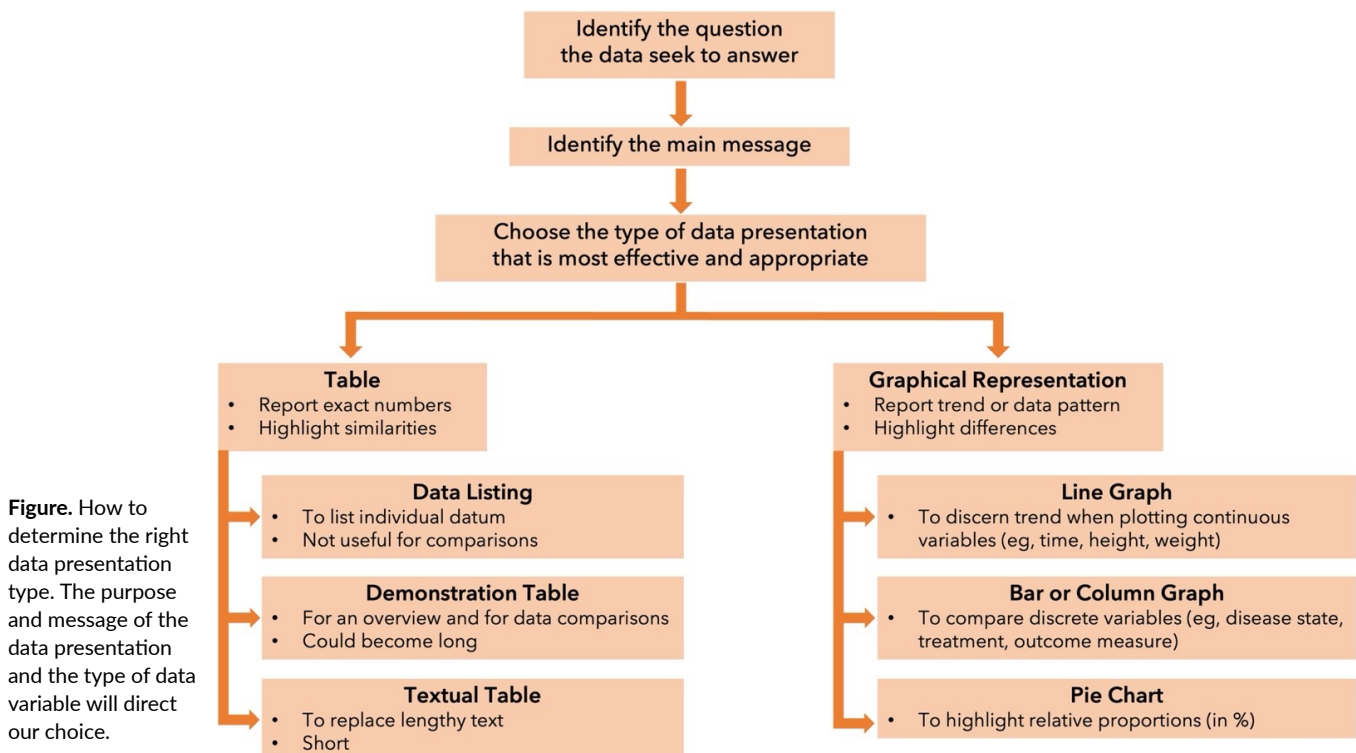 Identify the question
the data seek to answer
Identify the main message
Choose the type of data presentation
that is most effective and appropriate
Table
• Report exact numbers
• Highlight similarities
Data Listing
• To list individual datum
• Not useful for comparisons
Demonstration Table
• For an overview and for data comparisons
• Could become long
Textual Table
• To replace lengthy text
• Short
Graphical Representation
• Report trend or data pattern
• Highlight differences
Line Graph
• To discern trend when plotting continuous
variables (eg, time, height, weight)
Bar or Column Graph
• To compare discrete variables (eg, disease state,
treatment, outcome measure)
Pie Chart
• To highlight relative proportions (in %)
Figure. How to
determine the right
data presentation
type. The purpose
and message of the
data presentation
and the type of data
variable will direct
our choice.